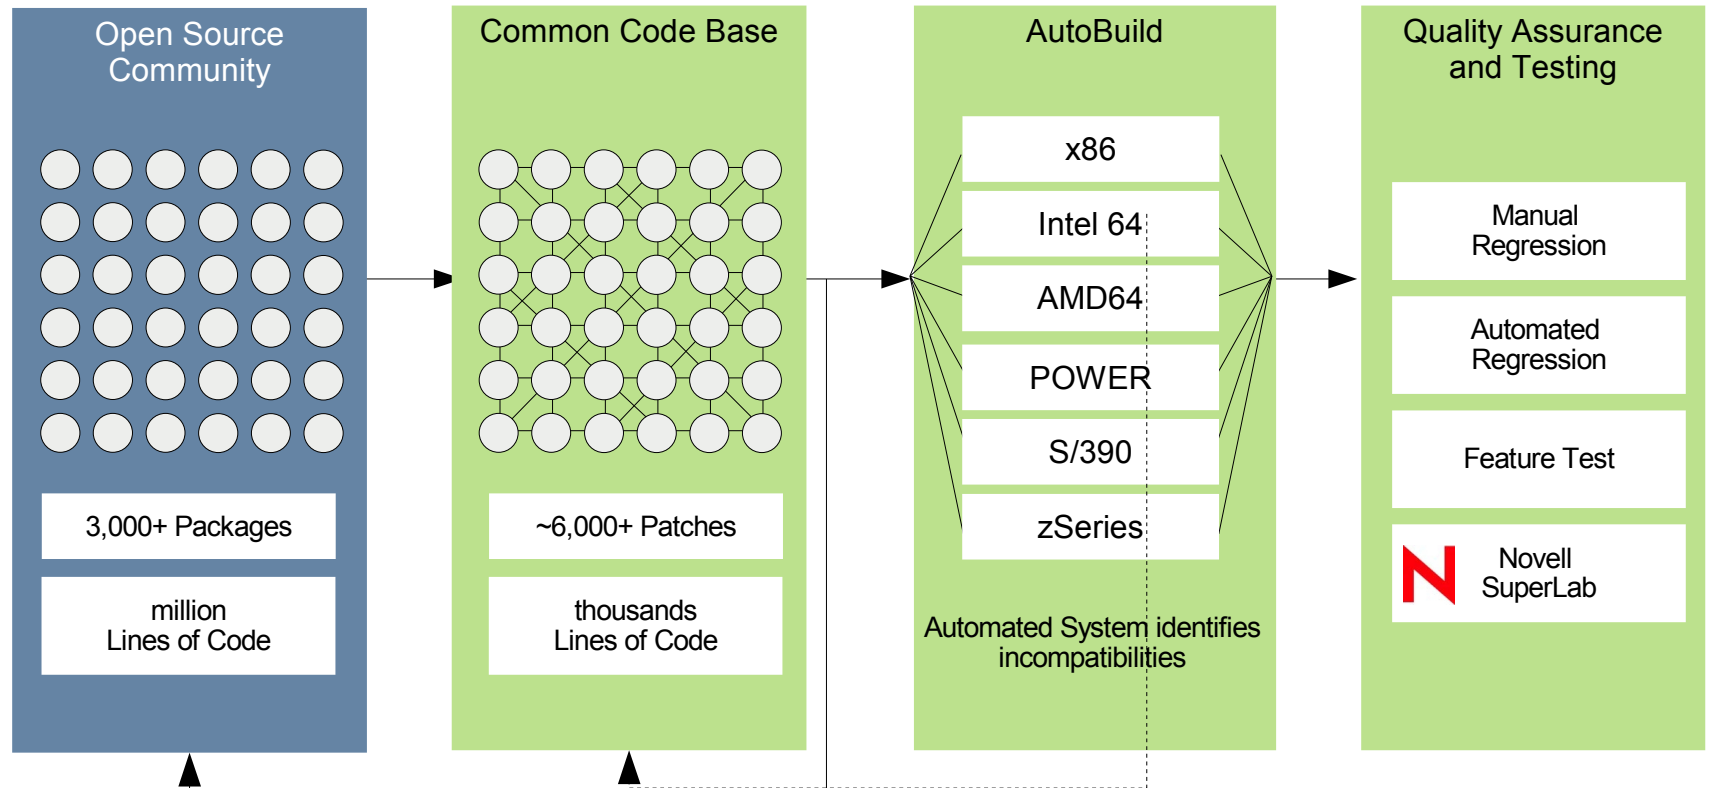 Open Source
Community
3,000+ Packages
million
Lines of Code
Common Code Base
~6,000+ Patches
thousands
Lines of Code
AutoBuild
x86
Intel 64
AMD64
POWER
S/390
zSeries
Automated System identifies
incompatibilities
Quality Assurance
and Testing
Manual
Regression
Automated
Regression
Feature Test
N
Novell
SuperLab